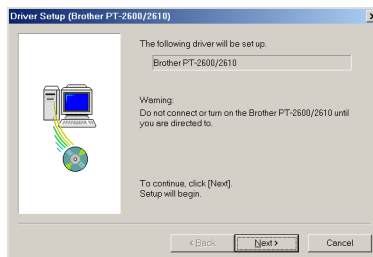 Driver Setup (Brother PT-2600/2610)
The following driver will be set up.
Brother PT-2600/2610
Warning:
Do not connect or turn on the Brother PT-2600/2610 until
you are directed to.
To continue, click [Next].
Setup will begin.
< Back
Next >
Cancel